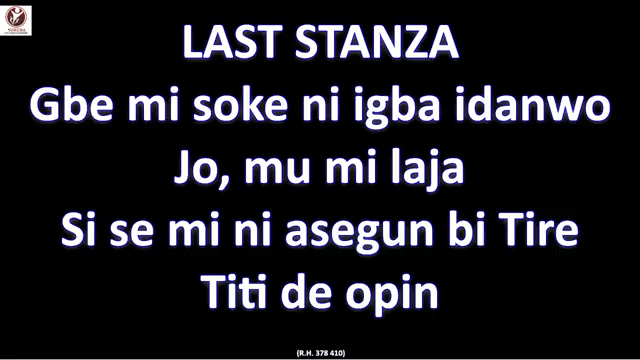 LAST STANZA
Gbe mi soke ni igba idanwo
Jo, mu mi laja
Si se mi ni asegun bi Tire
Titi de opin
(R.H. 378 410)